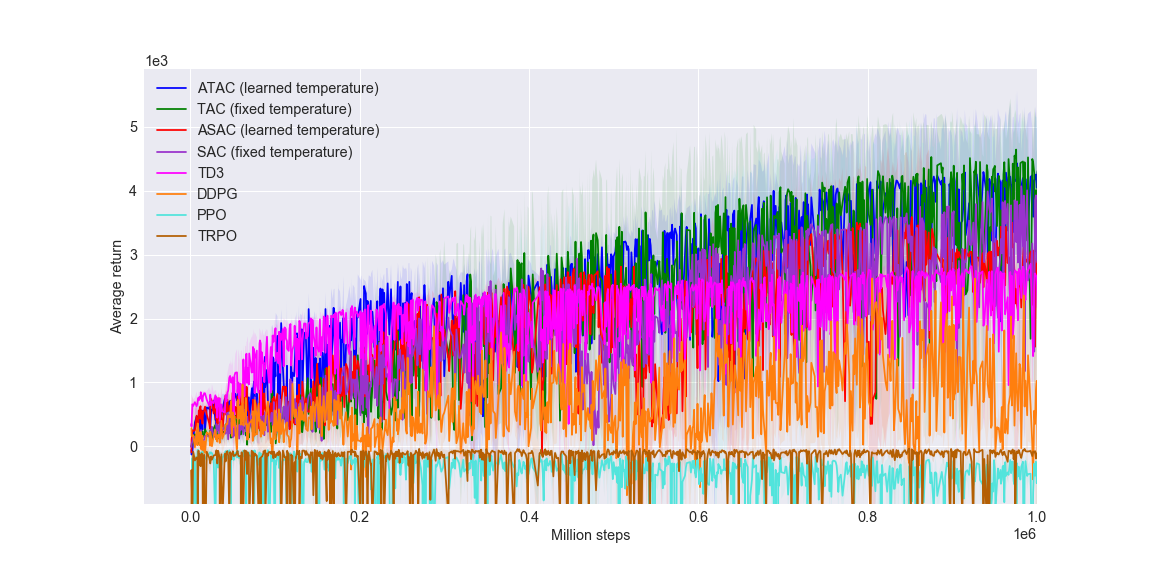 1e3
ATAC (learned temperature)
TAC (fixed temperature)
ASAC (learned temperature)
SAC (fixed temperature)
TD3
DDPG
PPO
TRPO
5
4
3
2
1
0
Average return
0.0 0.2 0.4 0.6 0.8 1.0
Million steps
1e6